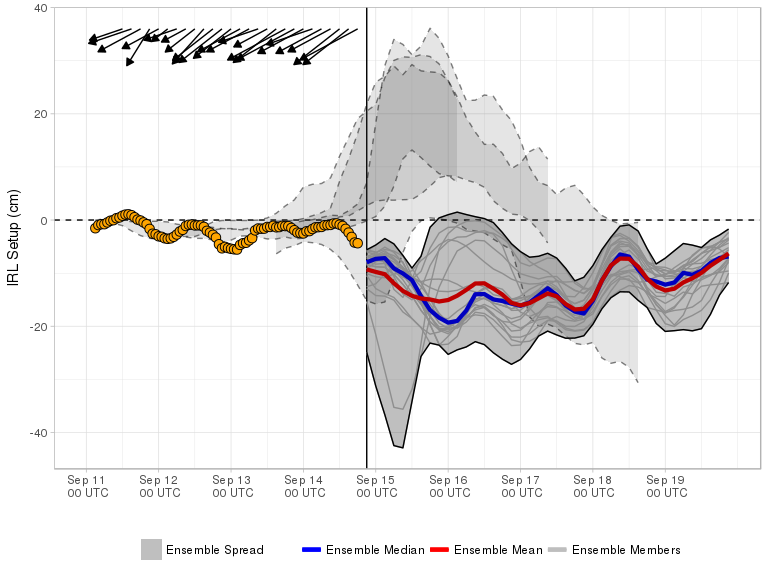 40
20
0
-20
-40
IRL Setup (cm)
Sep 11 Sep 12 Sep 13 Sep 14 Sep 15 Sep 16 Sep 17 Sep 18 Sep 19
00 UTC 00 UTC 00 UTC 00 UTC 00 UTC 00 UTC 00 UTC 00 UTC 00 UTC
Ensemble Spread Ensemble Median Ensemble Mean Ensemble Members